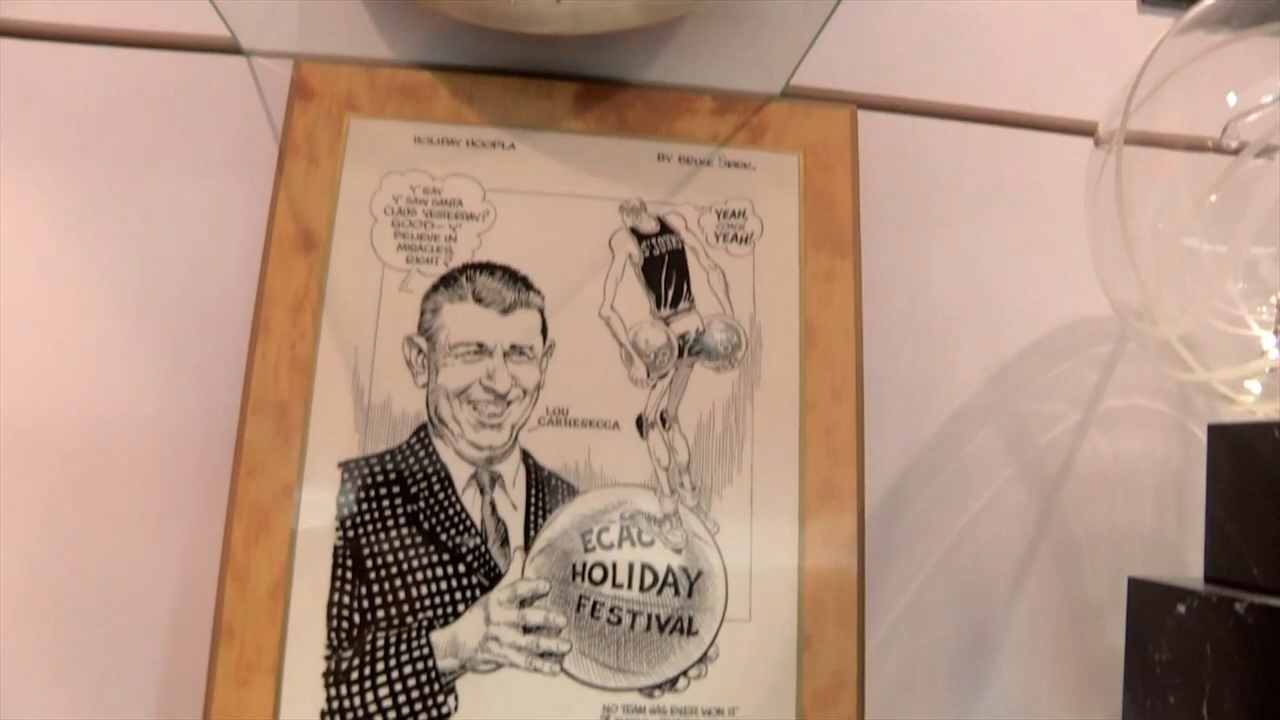 HOLIDAY HOOPLA
BY BRUCE STARK
Y' SAY
Y' SAW SANTA
CLAUS YESTERDAY?
GOOD— Y'
BELIEVE IN
MIRACLES,
RIGHT?
YEAH,
COACH,
YEAH!
ST JOHNS
LOU
CARNESECCA
ECAC
HOLIDAY
FESTIVAL
NO TEAM HAS EVER WON IT